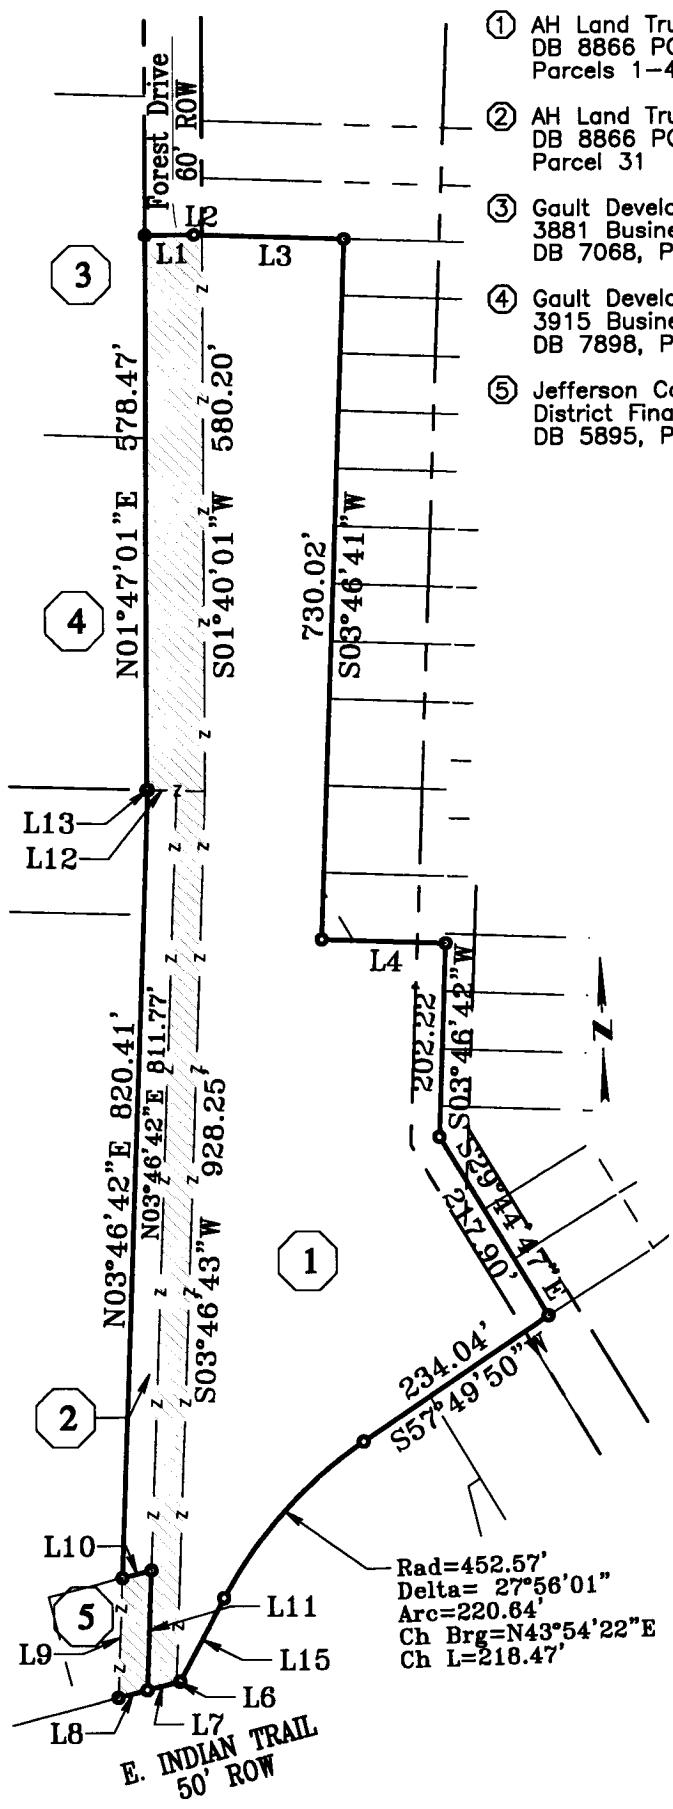 ① AH Land Tru
DB 8866 PG
Parcels 1-4
② AH Land Tru
DB 8866 PG
Parcel 31
③ Gault Develo
3881 Busine
DB 7068, P
④ Gault Develo
3915 Busine
DB 7898, P
⑤ Jefferson Co
District Fina
DB 5895, P
Forest Drive
60' ROW
L2
L1
L3
3
578.47'
580.20'
N01°47'01"E
S01°40'01"W
730.02'
S03°46'41"W
4
L13
L12
L4
202.22
S03°46'42"W
Z
N03°46'42"E 820.41'
N03°46'42"E 811.77'
928.25
S03°46'43"W
S29°44'47"E
217.90'
1
234.04'
S57°49'50"W
2
L10
Rad=452.57'
Delta= 27°56'01"
Arc=220.64'
Ch Brg=N43°54'22"E
Ch L=218.47'
5
L11
L9
L15
L6
L7
L8
E. INDIAN TRAIL
50' ROW